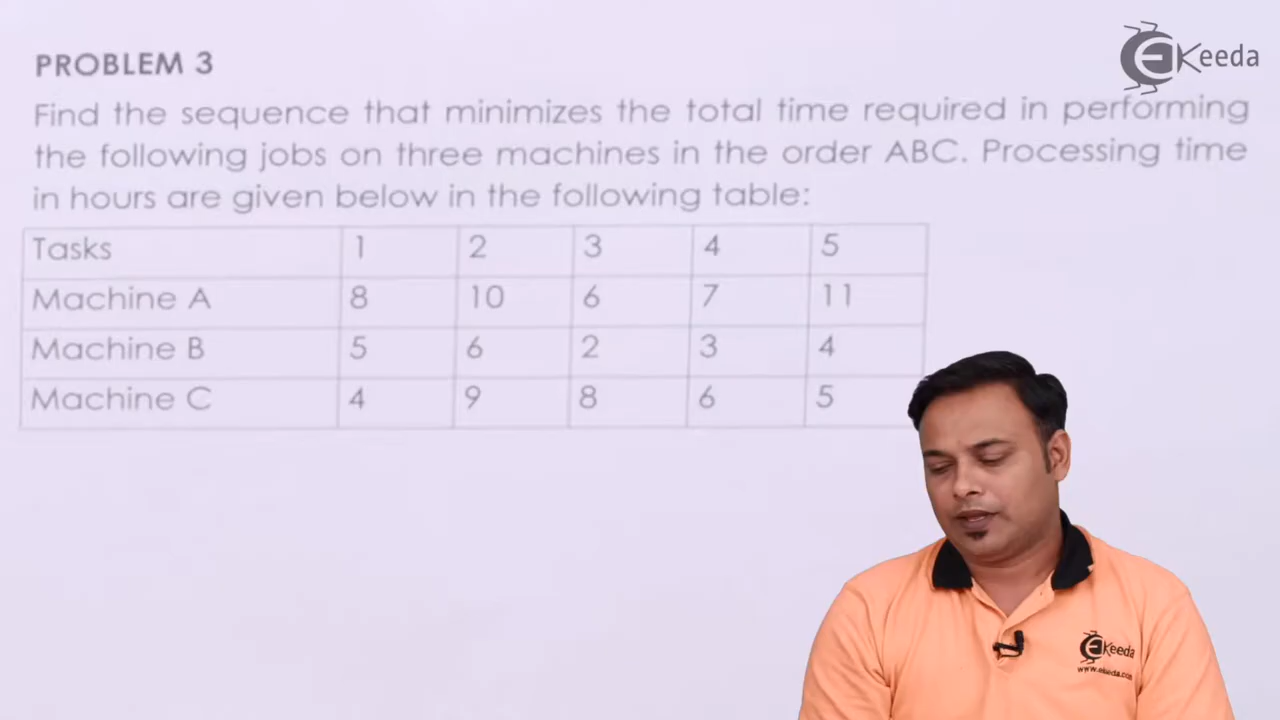 PROBLEM 3
EKeeda
Find the sequence that minimizes the total time required in performing
the following jobs on three machines in the order ABC. Processing time
in hours are given below in the following table:
Tasks 1 2 3 4 5
Machine A 8 10 6 7 11
Machine B 5 6 2 3 4
Machine C 4 9 8 6 5
EKeeda
www.ekeeda.com